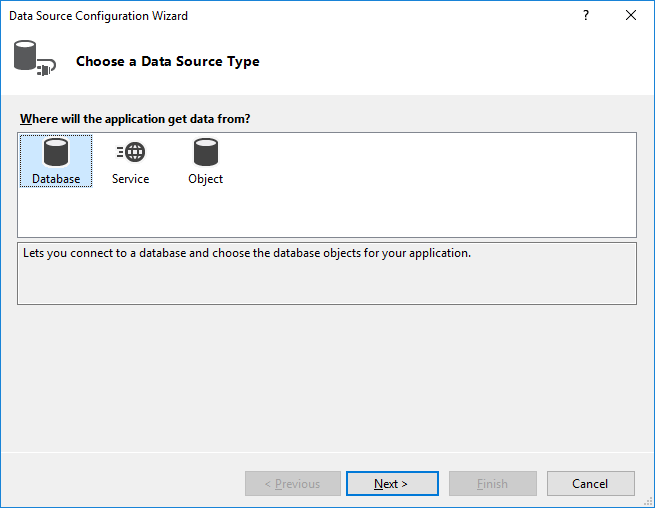 Data Source Configuration Wizard
?
Choose a Data Source Type
Where will the application get data from?
Database Service Object
Lets you connect to a database and choose the database objects for your application.
< Previous Next > Finish Cancel